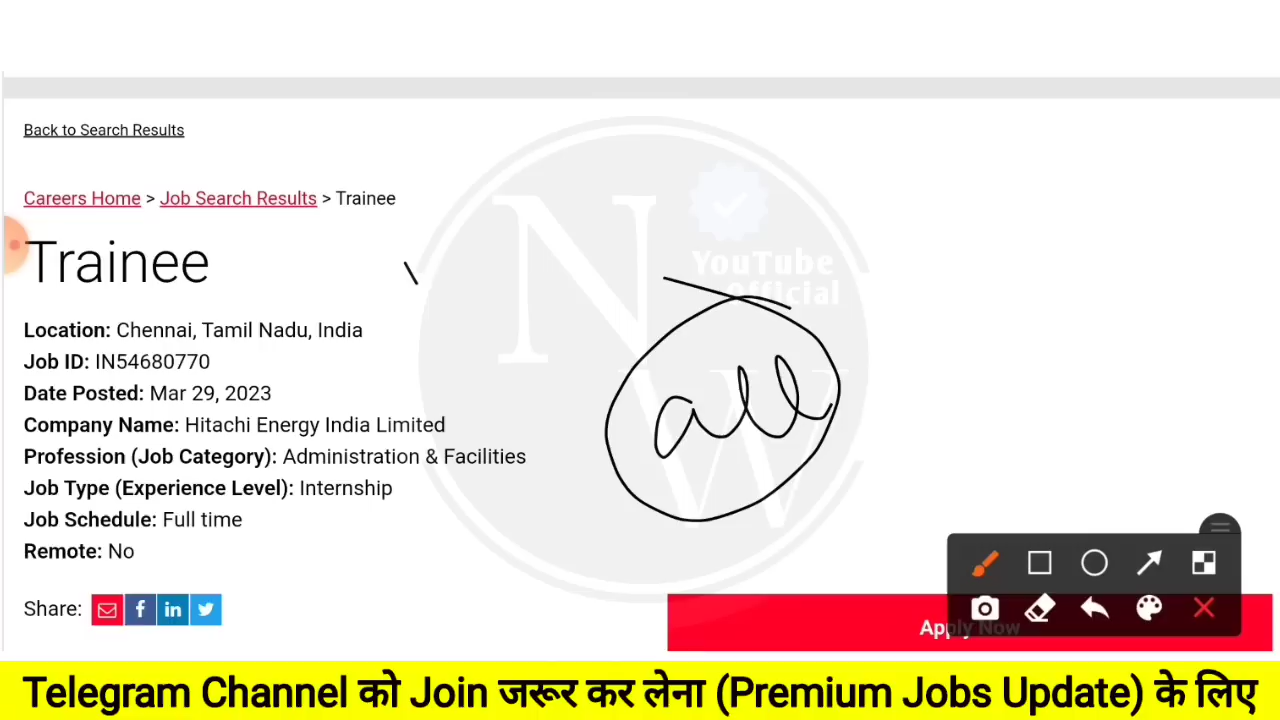 Back to Search Results
Careers Home > Job Search Results > Trainee
Trainee
YouTube
Official
Location: Chennai, Tamil Nadu, India
Job ID: IN54680770
Date Posted: Mar 29, 2023
Company Name: Hitachi Energy India Limited
Profession (Job Category): Administration & Facilities
Job Type (Experience Level): Internship
Job Schedule: Full time
Remote: No
N
W
all
Share:
f
in
Apply Now
Telegram Channel को Join जरूर कर लेना (Premium Jobs Update) के लिए